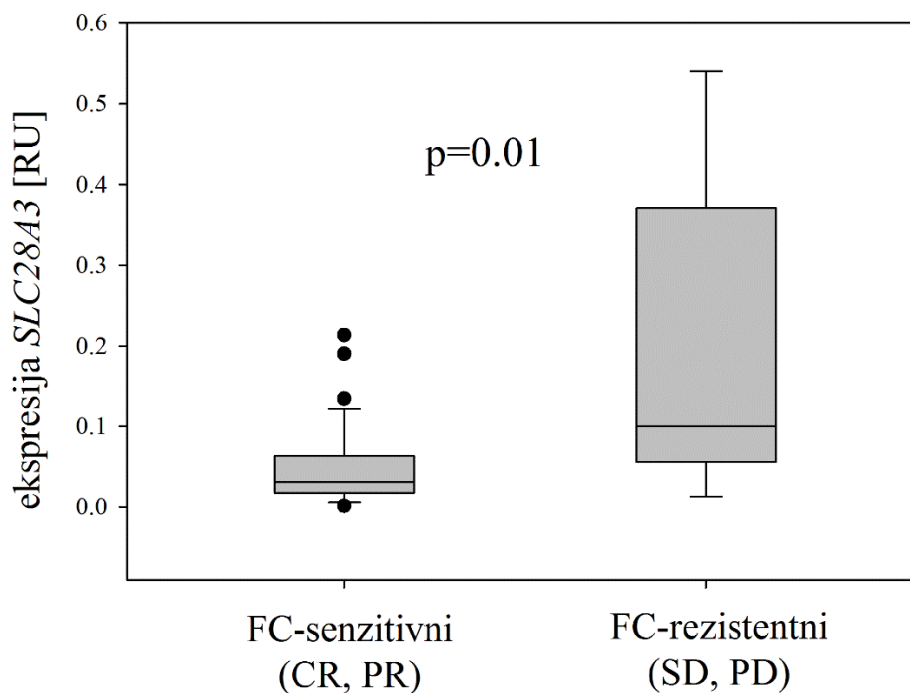 ekspresija SLC28A3 [RU]
0.6
0.5
0.4
0.3
0.2
0.1
0.0
p=0.01
FC-senzitivni
(CR, PR)
FC-rezistentni
(SD, PD)